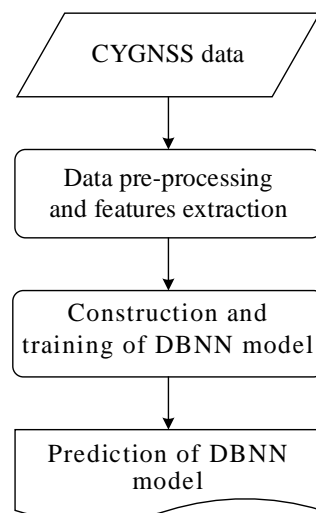 CYGNSS data
Data pre-processing
and features extraction
Construction and
training of DBNN model
Prediction of DBNN
model